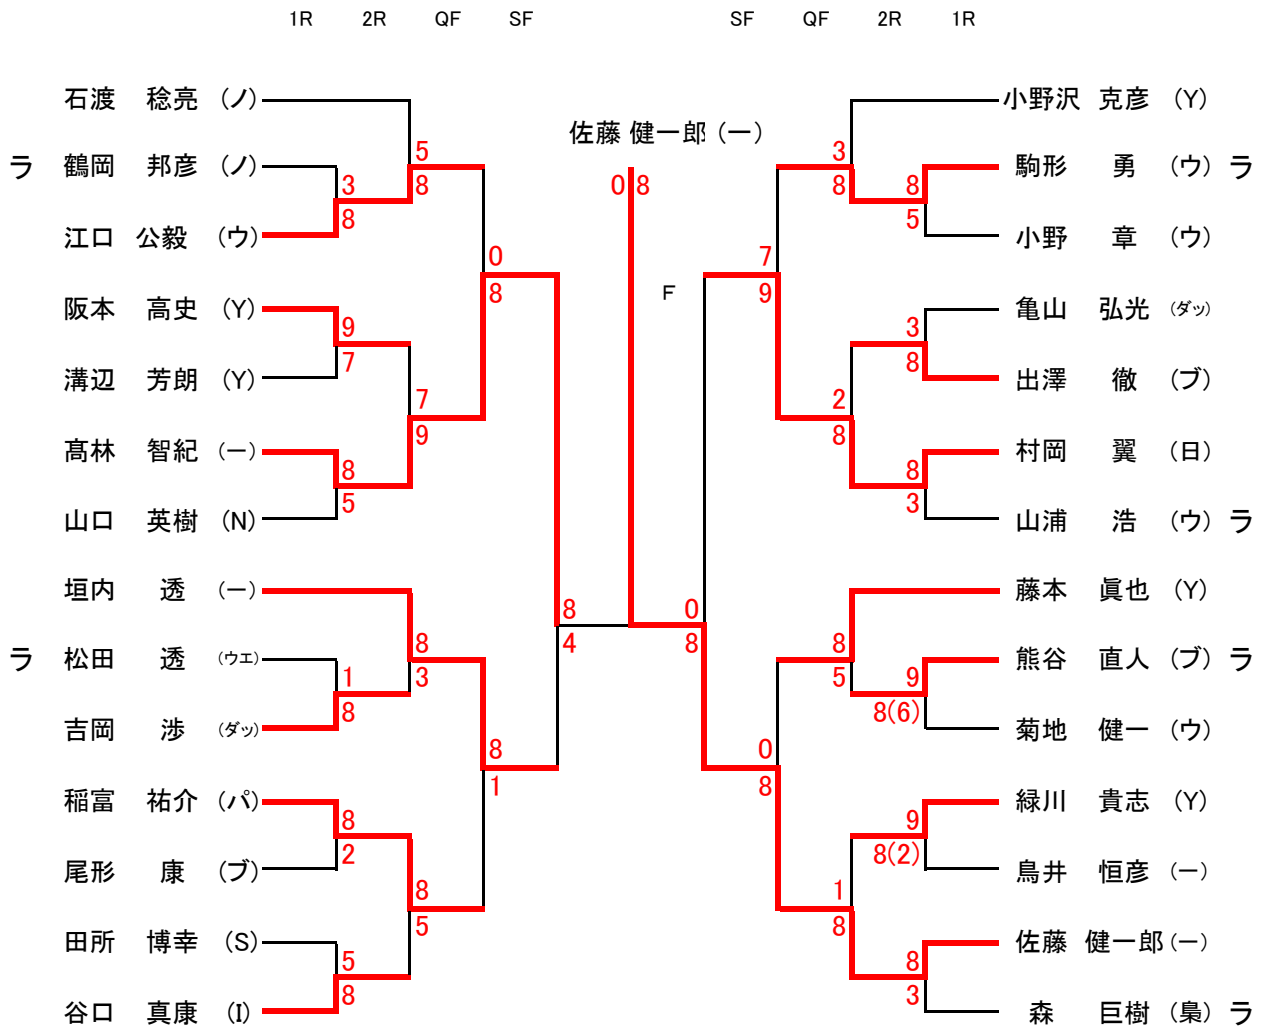 1R 2R QF SF SF QF 2R 1R
石渡 稔亮 (ノ) 小野沢 克彦 (Y)
佐藤 健一郎 (一)
5 3
ラ 鶴岡 邦彦 (ノ) 駒形 勇 (ウ) ラ
3 8 0 8 8 8
8 5
江口 公毅 (ウ) 小野 章 (ウ)
0 7
8 F 9
阪本 高史 (Y) 亀山 弘光 (ダッ)
9 3
7 8
溝辺 芳朗 (Y) 出澤 徹 (ブ)
7 2
9 8
髙林 智紀 (一) 村岡 翼 (日)
8 8
5 3
山口 英樹 (N) 山浦 浩 (ウ) ラ
垣内 透 (一) 藤本 眞也 (Y)
8 0
8 4 8 8
ラ 松田 透 (ウエ) 熊谷 直人 (ブ) ラ
1 3 5 9
8 8(6)
吉岡 渉 (ダッ) 菊地 健一 (ウ)
8 0
1 8
稲富 祐介 (パ) 緑川 貴志 (Y)
8 9
2 8(2)
尾形 康 (ブ) 鳥井 恒彦 (一)
8 1
5 8
田所 博幸 (S) 佐藤 健一郎 (一)
5 8
8 3
谷口 真康 (I) 森 巨樹 (梟) ラ